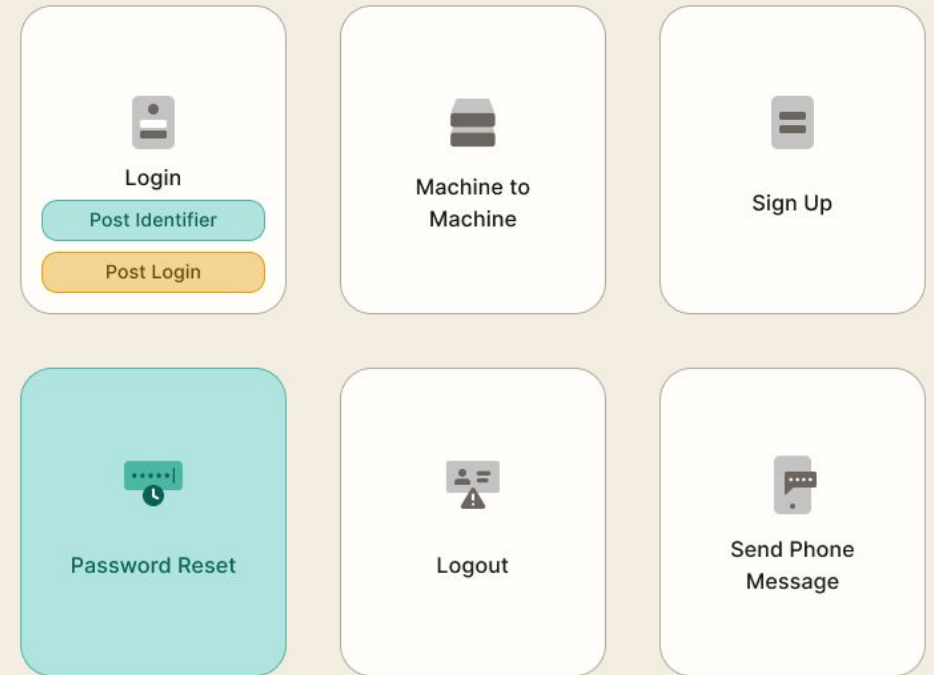 Login
Post Identifier
Post Login
Machine to
Machine
Sign Up
Password Reset
Logout
Send Phone
Message